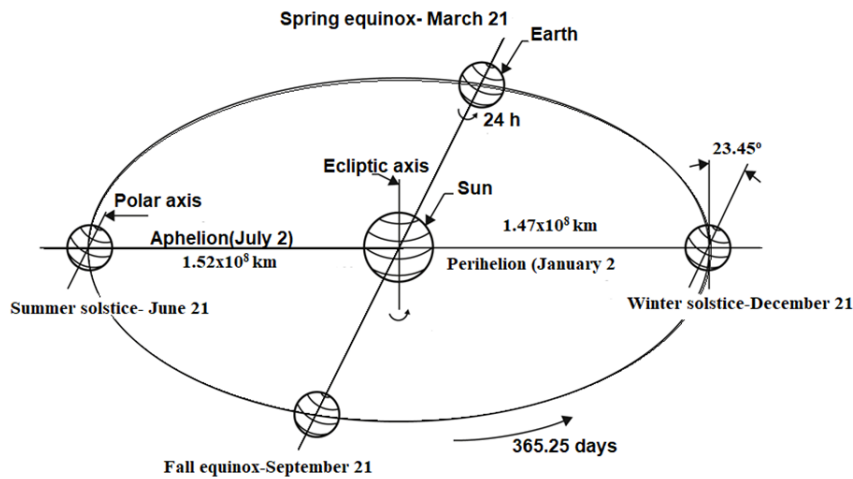 Spring equinox- March 21
Earth
24 h
23.45º
Ecliptic axis
Sun
Polar axis
1.47x10⁸ km
Aphelion(July 2)
1.52x10⁸ km
Perihelion (January 2
Summer solstice- June 21
Winter solstice-December 21
365.25 days
Fall equinox-September 21